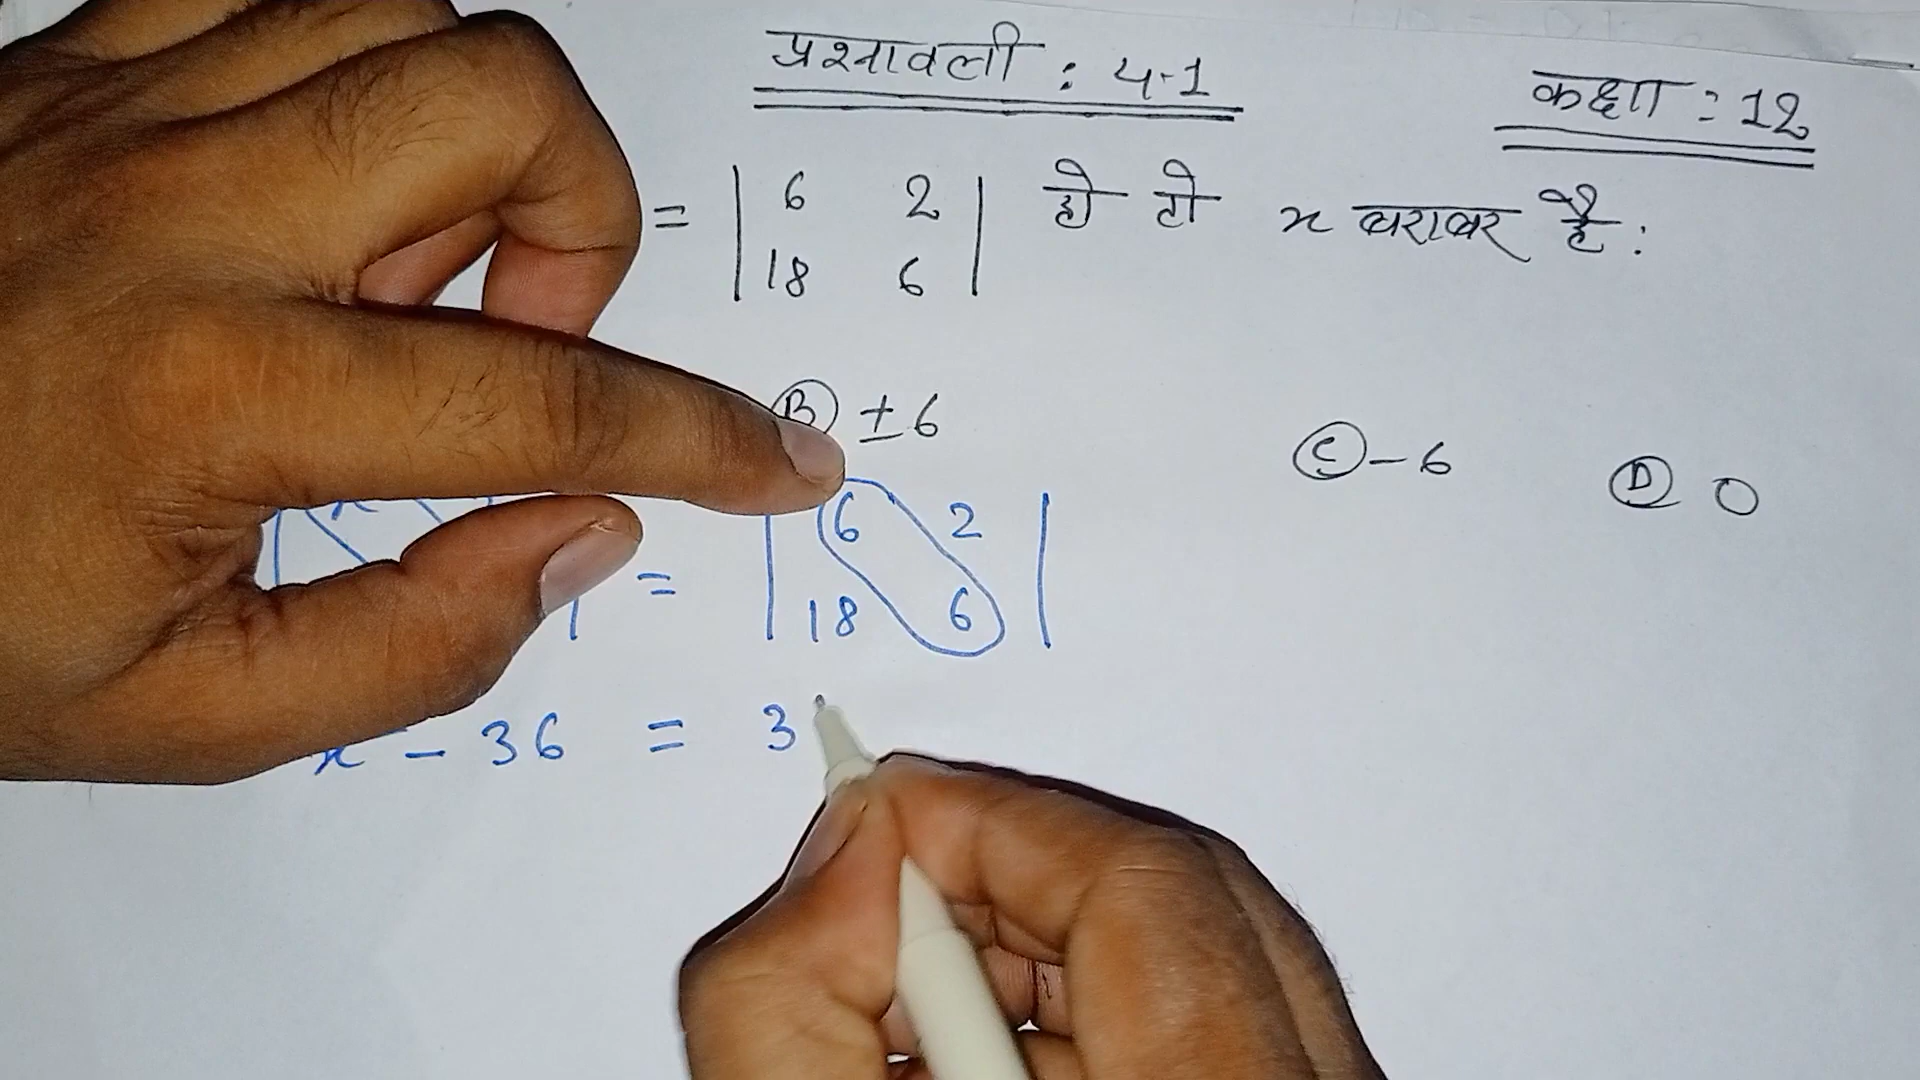 प्रश्नावली : 4.1
कक्षा : 12
= | 6 2 | हो तो x बराबर है :
18 6
B ± 6
C - 6
D 0
= | 6 2 |
18 6
x - 36 = 3